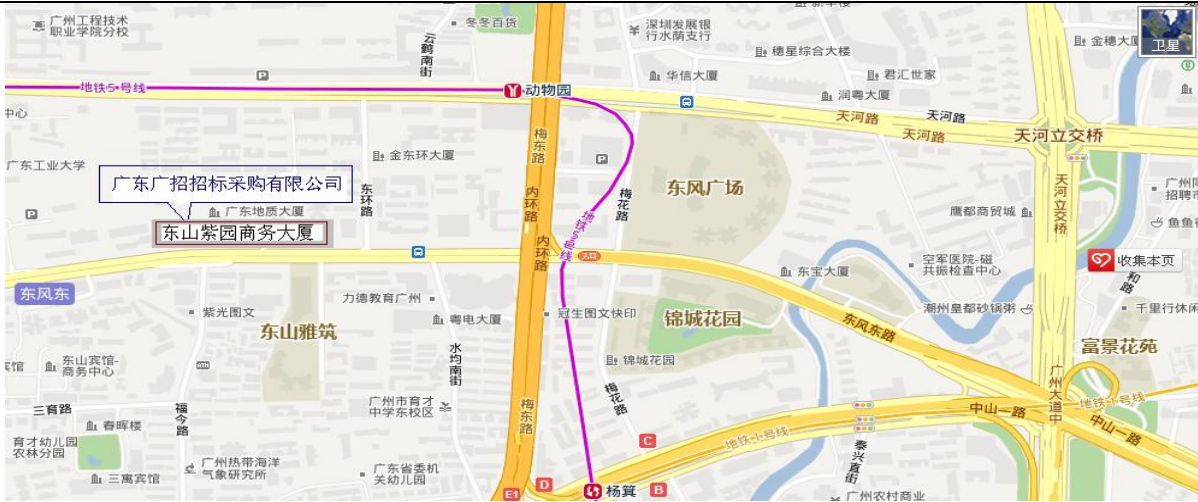 广州工程技术
职业学院分校
冬冬百货
云鹤南街
深圳发展银
行水荫支行
穗星综合大楼
华信大厦
君汇世家
润粤大厦
金穗大厦
卫星
地铁5号线
动物园
天河路
天河路
天河路
天河立交桥
中心
广东工业大学
金东环大厦
东环路
梅东路
内环路
内环路
梅花路
地铁5号线
东风广场
广东广招招标采购有限公司
广东地质大厦
东山紫园商务大厦
鹰都商贸城
天河立交桥
招聘市
鱼鱼
空军医院-磁
共振检查中心
收集本页
和路
入口
东宝大厦
东风东
力德教育广州
紫光图文
东山雅筑
粤电大厦
冠生图文快印
锦城花园
东风东路
潮州皇都砂锅粥
千里行休闲
富景花苑
东山宾馆-
商务中心
宾馆
水均南街
锦城花园
梅花路
广州大道中
三育路
春晖楼
福今路
广州市育才
中学东校区
梅东路
中山一路
中山一路
地铁1号线
地铁1号线
育才幼儿园
农林分园
三寓宾馆
广州热带海洋
气象研究所
广东省委机
关幼儿园
泰兴直街
C
D
E1
B
杨箕
广州农村商业